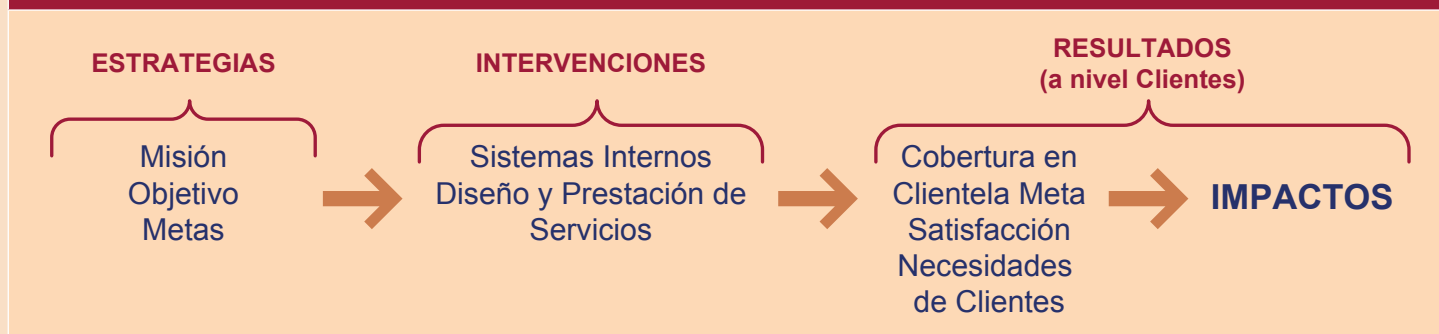 ESTRATEGIAS
Misión
Objetivo
Metas
INTERVENCIONES
Sistemas Internos
Diseño y Prestación de
Servicios
RESULTADOS
(a nivel Clientes)
Cobertura en
Clientela Meta
Satisfacción
Necesidades
de Clientes
IMPACTOS